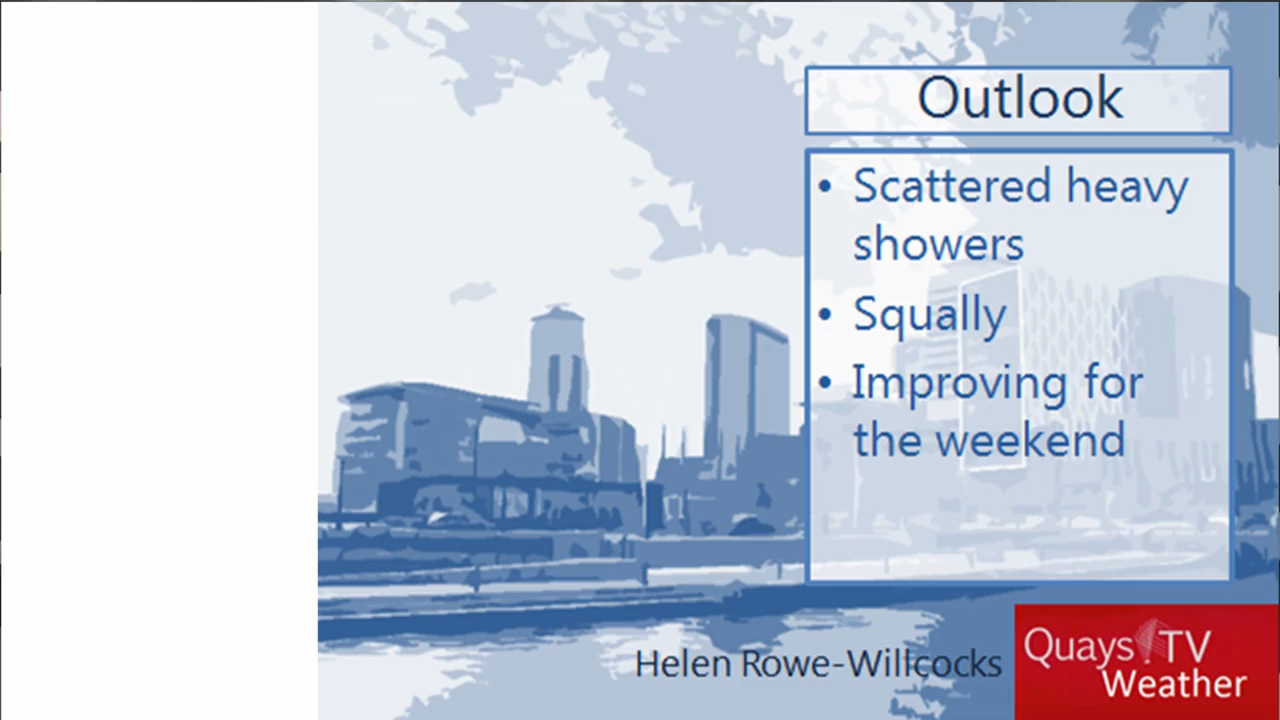 Outlook
• Scattered heavy
showers
• Squally
• Improving for
the weekend
Helen Rowe-Willcocks
Quays TV
Weather